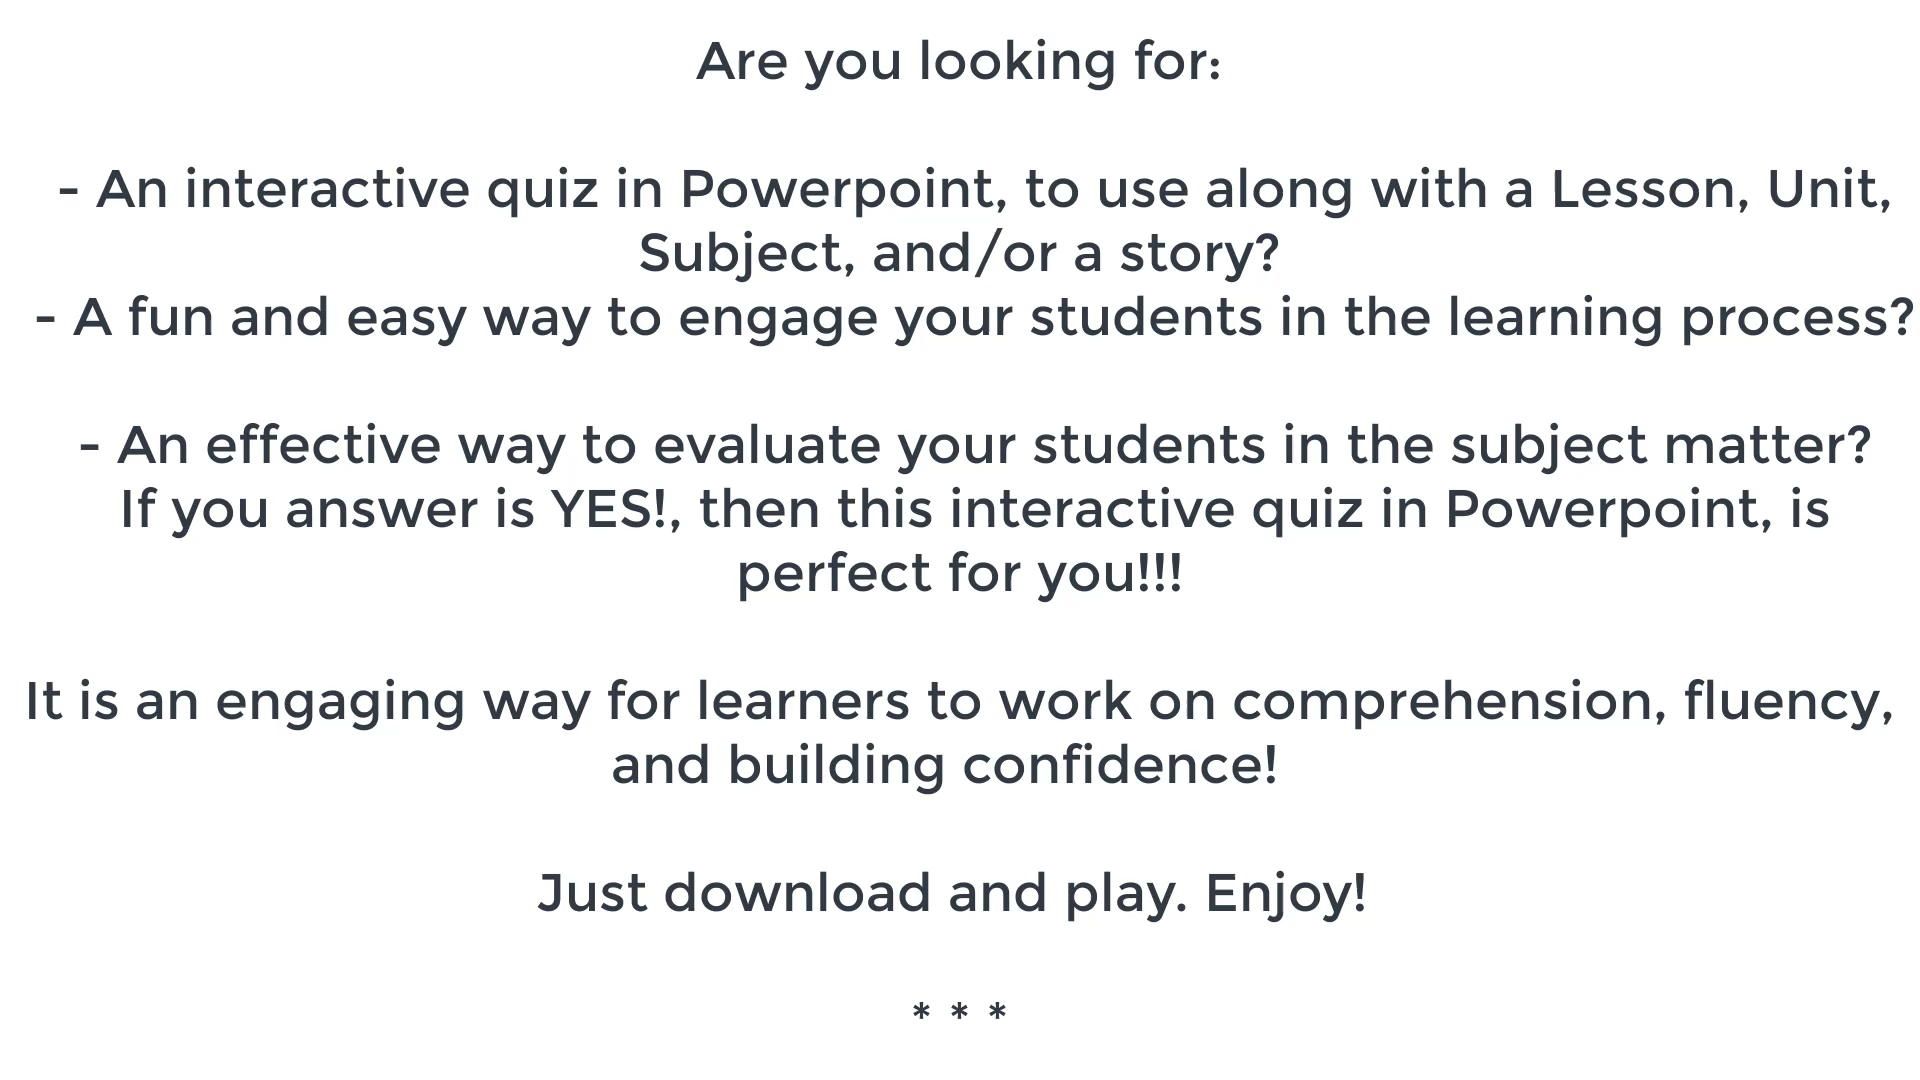 Are you looking for:
- An interactive quiz in Powerpoint, to use along with a Lesson, Unit,
Subject, and/or a story?
- A fun and easy way to engage your students in the learning process?
- An effective way to evaluate your students in the subject matter?
If you answer is YES!, then this interactive quiz in Powerpoint, is
perfect for you!!!
It is an engaging way for learners to work on comprehension, fluency,
and building confidence!
Just download and play. Enjoy!
* * *